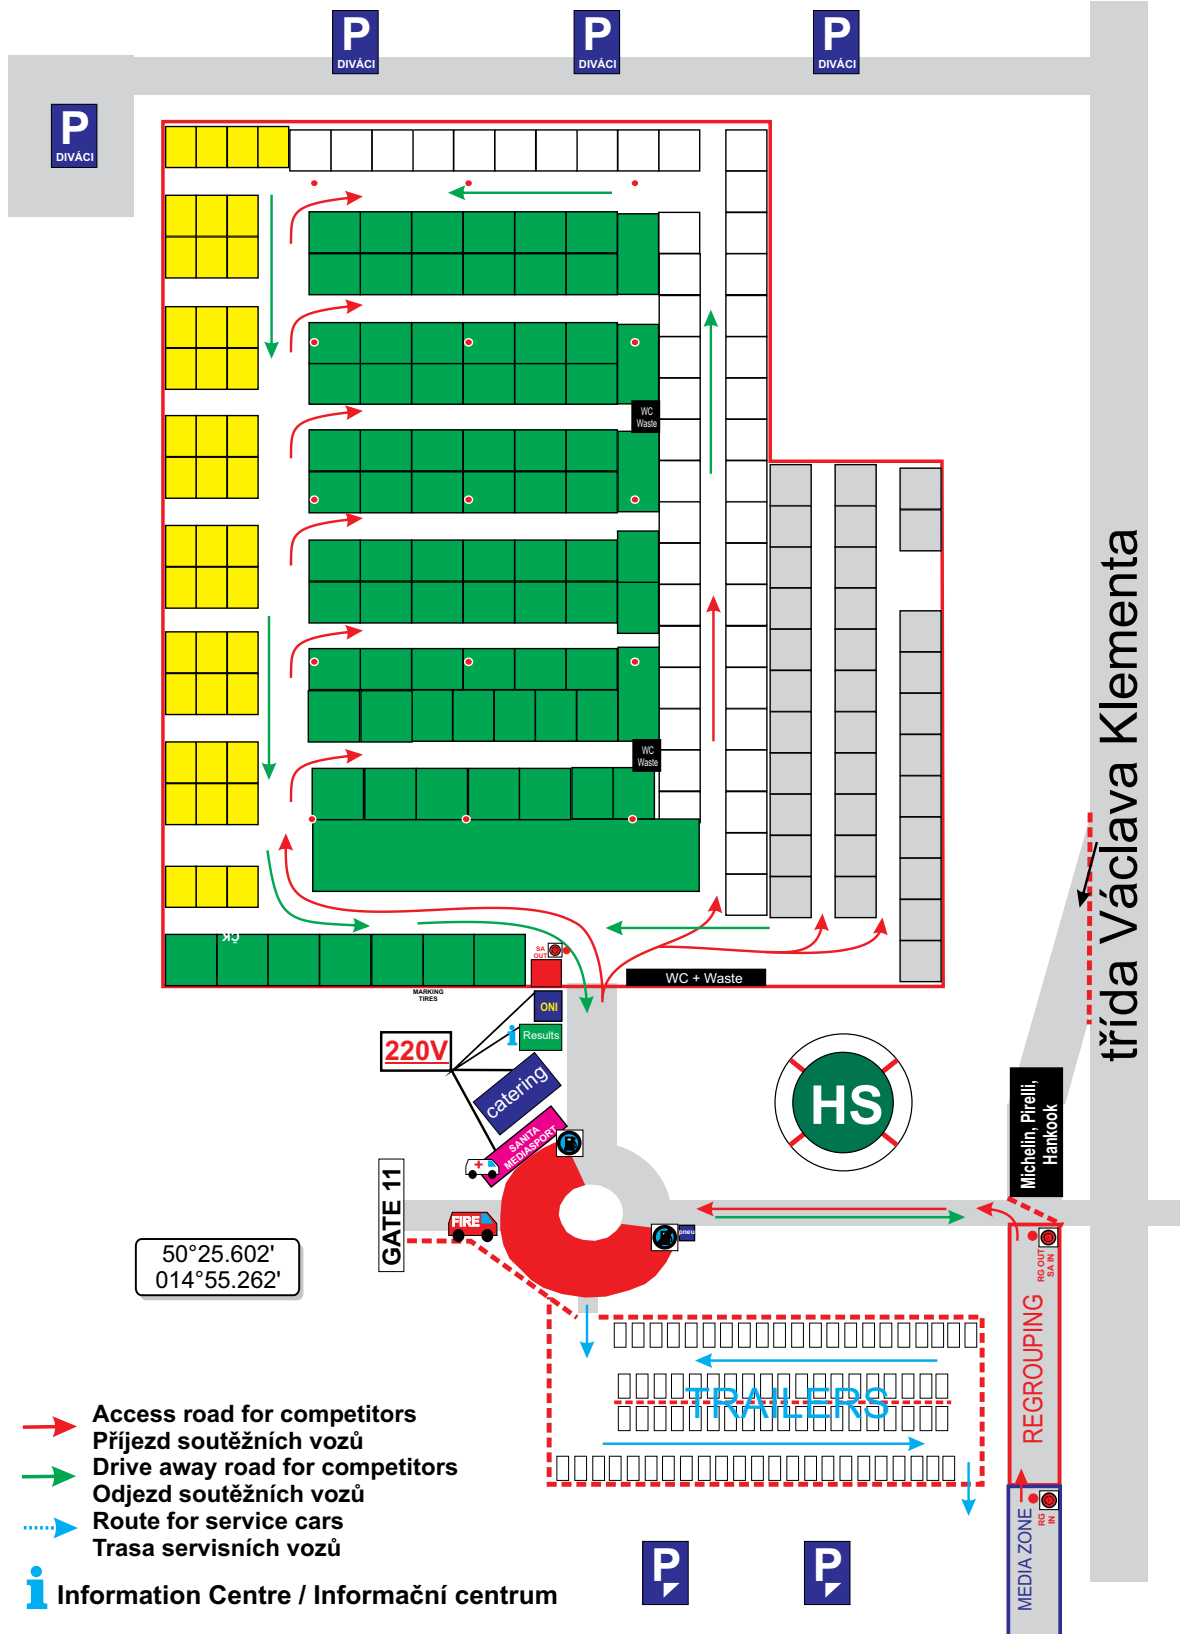 P
DIVÁCI
P
DIVÁCI
P
DIVÁCI
P
DIVÁCI
WC
Waste
WC
Waste
třída Václava Klementa
ČK
SA
OUT
WC + Waste
MARKING
TIRES
ONI
Results
i
220V
catering
SANITA
MEDIASPORT
HS
Michelin, Pirelli,
Hankook
GATE 11
FIRE
pneu
50°25.602'
014°55.262'
RG OUT
SA IN
REGROUPING
TRAILERS
RG
IN
MEDIA ZONE
Access road for competitors
Příjezd soutěžních vozů
Drive away road for competitors
Odjezd soutěžních vozů
Route for service cars
Trasa servisních vozů
i Information Centre / Informační centrum
P
P